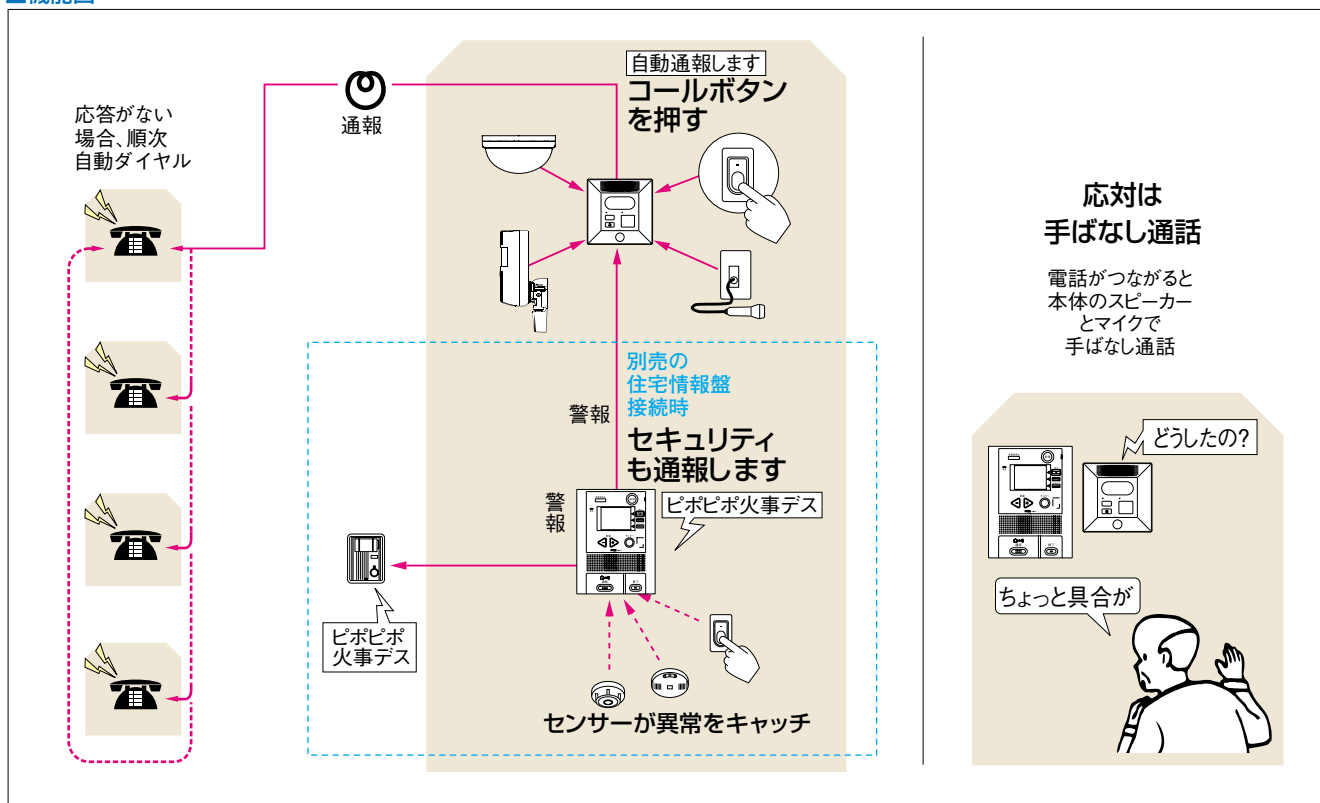 ■機能図
応答がない
場合、順次
自動ダイヤル
通報
自動通報します
コールボタン
を押す
別売の
住宅情報盤
接続時
警報
セキュリティ
も通報します
警報
ピポピポ火事デス
ピポピポ
火事デス
センサーが異常をキャッチ
応対は
手ばなし通話
電話がつながると
本体のスピーカー
とマイクで
手ばなし通話
どうしたの?
ちょっと具合が